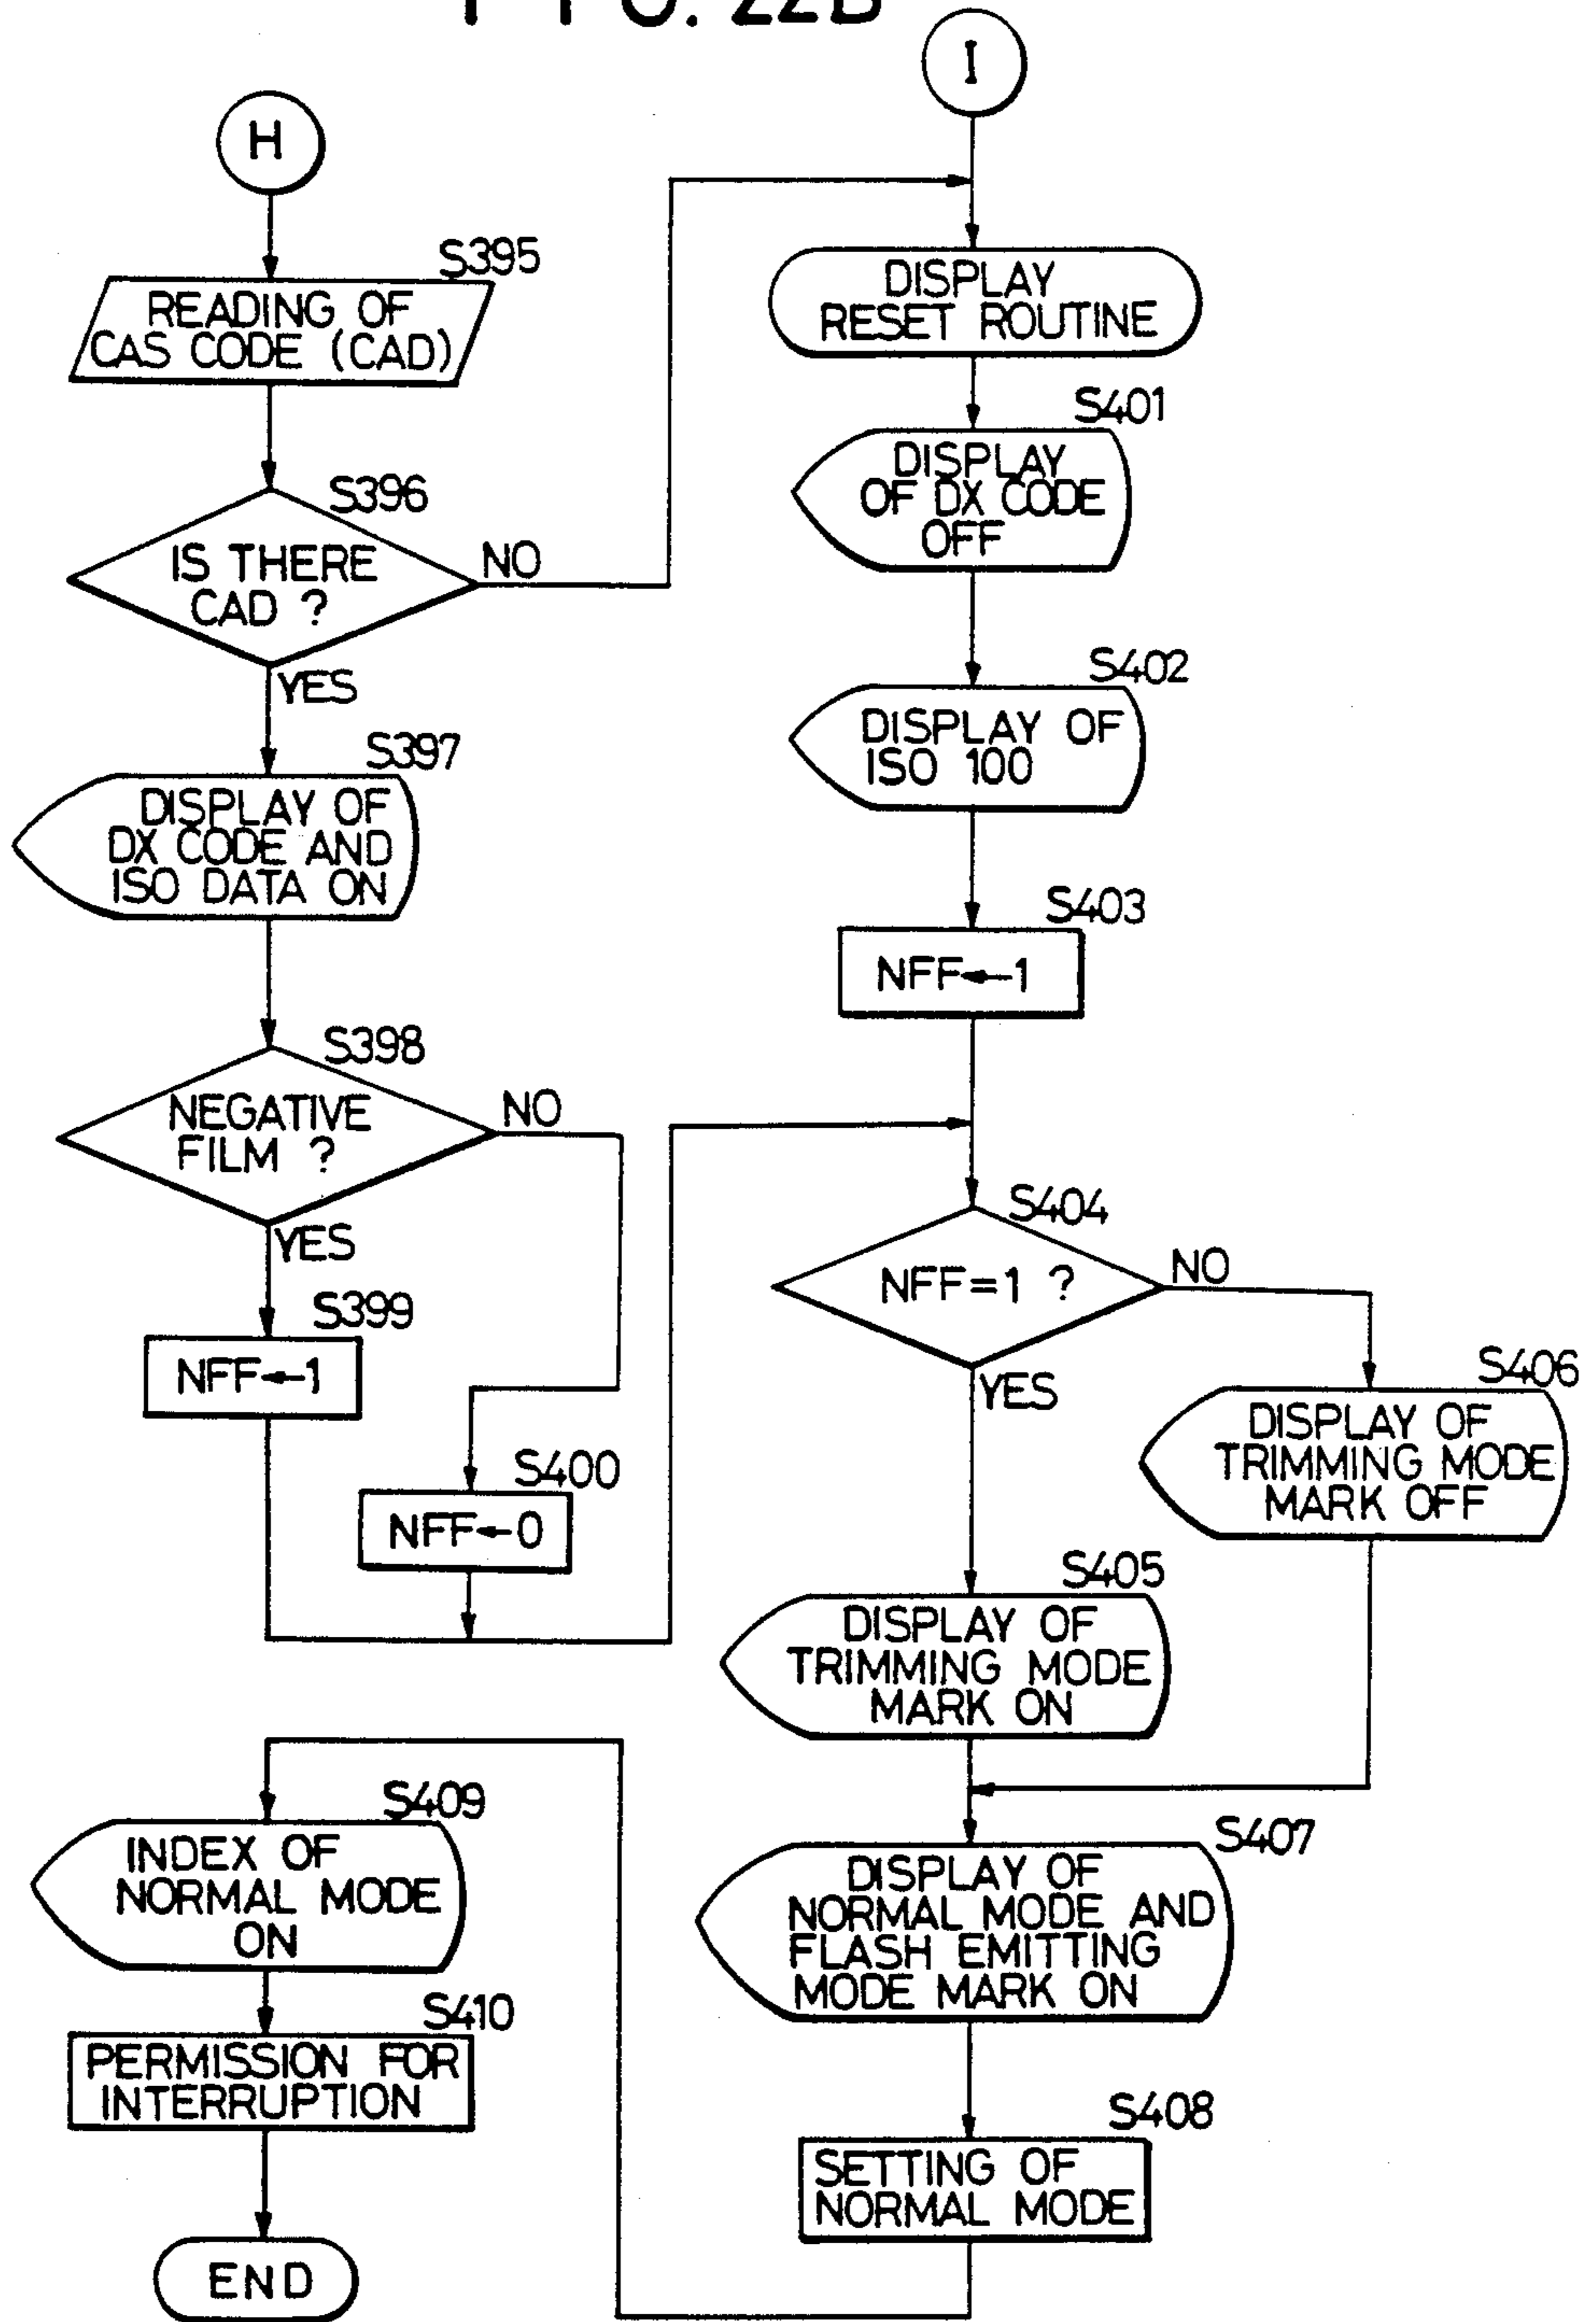 FIG. 22B
H
S395
READING OF
CAS CODE (CAD)
S396
IS THERE
CAD ?
NO
YES
S397
DISPLAY OF
DX CODE AND
ISO DATA ON
S398
NEGATIVE
FILM ?
NO
YES
S399
NFF←1
S400
NFF←0
I
DISPLAY
RESET ROUTINE
S401
DISPLAY
OF DX CODE
OFF
S402
DISPLAY OF
ISO 100
S403
NFF←1
S404
NFF=1 ?
NO
YES
S406
DISPLAY OF
TRIMMING MODE
MARK OFF
S405
DISPLAY OF
TRIMMING MODE
MARK ON
S407
DISPLAY OF
NORMAL MODE AND
FLASH EMITTING
MODE MARK ON
S408
SETTING OF
NORMAL MODE
S409
INDEX OF
NORMAL MODE
ON
S410
PERMISSION FOR
INTERRUPTION
END